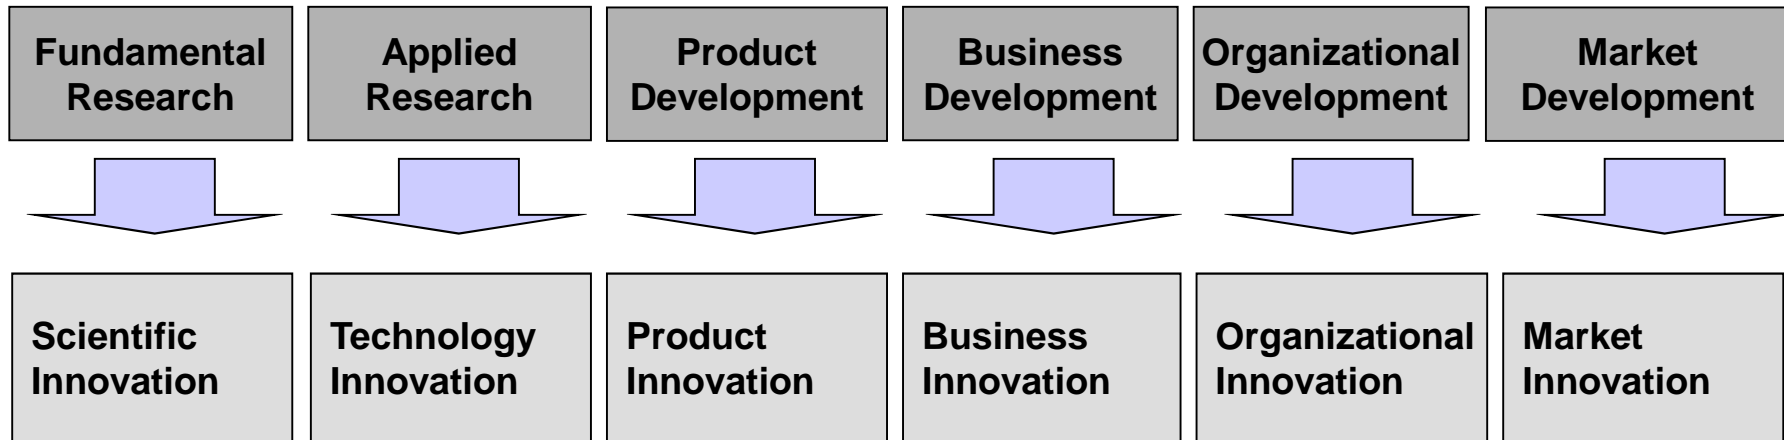 Fundamental
Research
Applied
Research
Product
Development
Business
Development
Organizational
Development
Market
Development
Scientific
Innovation
Technology
Innovation
Product
Innovation
Business
Innovation
Organizational
Innovation
Market
Innovation